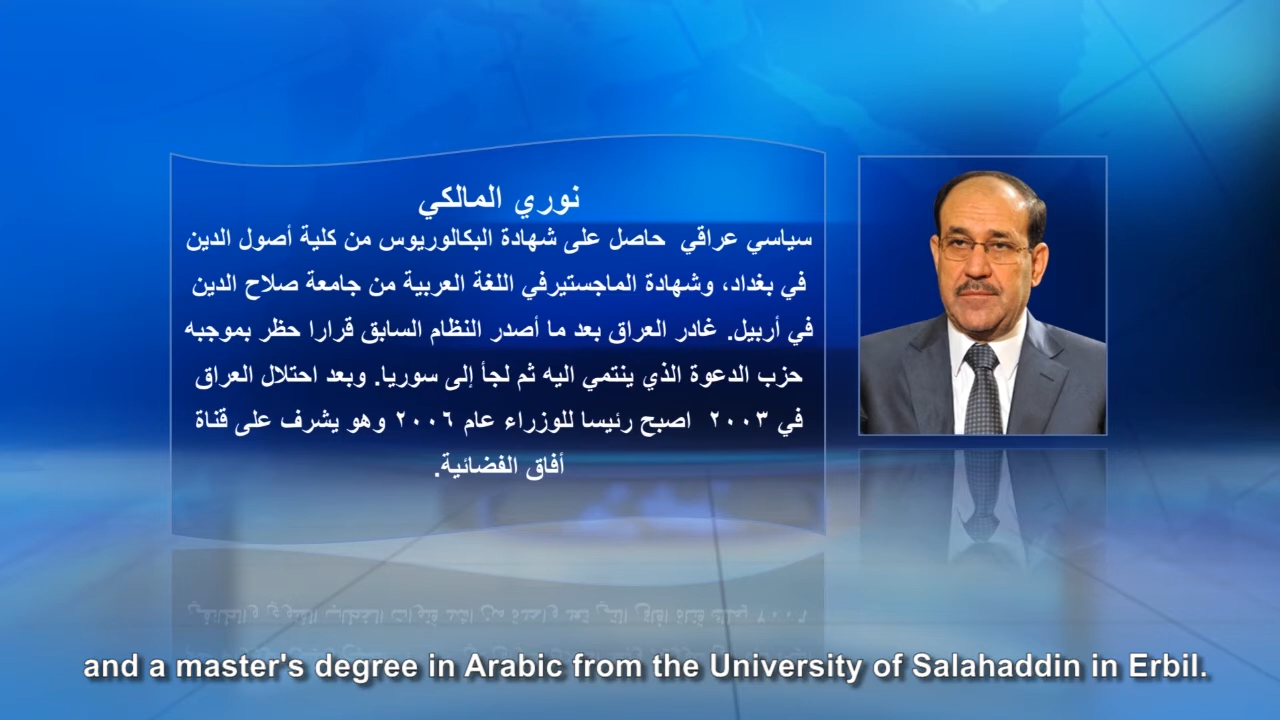 نوري المالكي
سياسي عراقي حاصل على شهادة البكالوريوس من كلية أصول الدين
في بغداد، وشهادة الماجستيرفي اللغة العربية من جامعة صلاح الدين
في أربيل. غادر العراق بعد ما أصدر النظام السابق قرارا حظر بموجبه
حزب الدعوة الذي ينتمي اليه ثم لجأ إلى سوريا. وبعد احتلال العراق
في ٢٠٠٣ اصبح رئيسا للوزراء عام ٢٠٠٦ وهو يشرف على قناة
أفاق الفضائية.
and a master's degree in Arabic from the University of Salahaddin in Erbil.